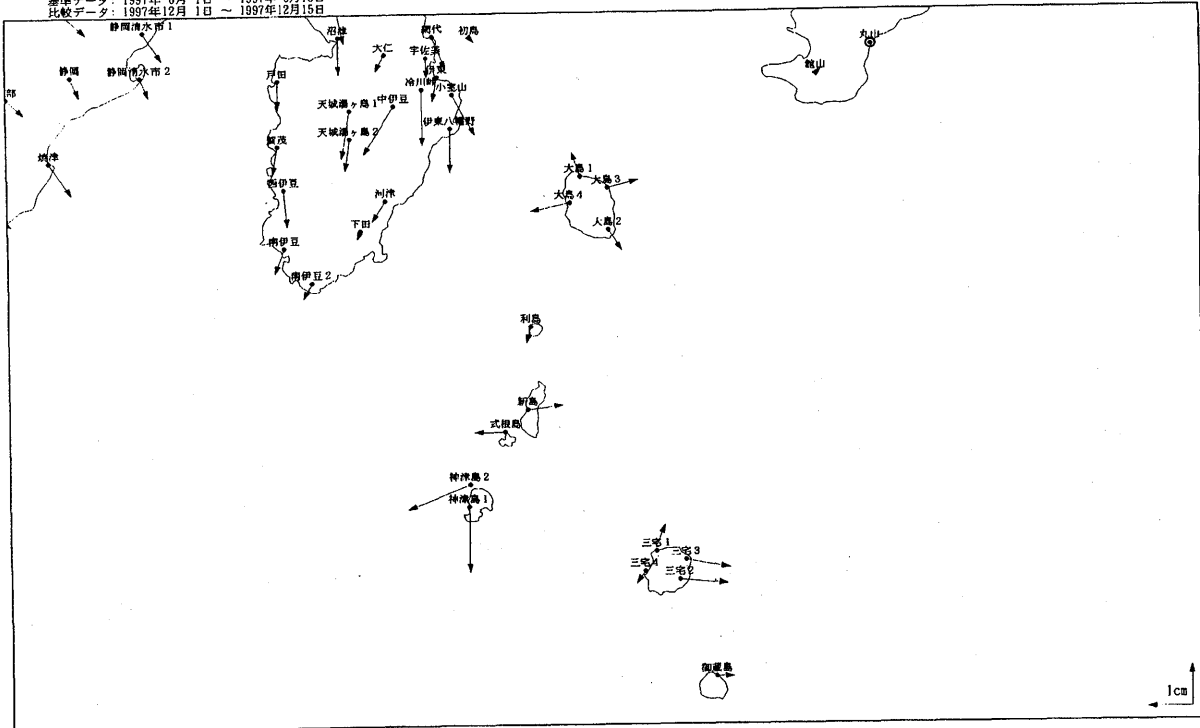 比較データ: 1997年12月 1日 ～ 1997年12月15日
静岡清水市1
沼津
網代
初島
丸山
大仁
宇佐美
館山
静岡
静岡清水市2
戸田
伊東
冷川峠
小室山
部
天城湯ヶ島1
中伊豆
天城湯ヶ島2
伊東八幡野
賀茂
焼津
大島1
西伊豆
大島3
河津
大島4
下田
大島2
南伊豆
南伊豆2
利島
新島
式根島
神津島2
神津島1
三宅1
三宅3
三宅4
三宅2
御蔵島
1cm